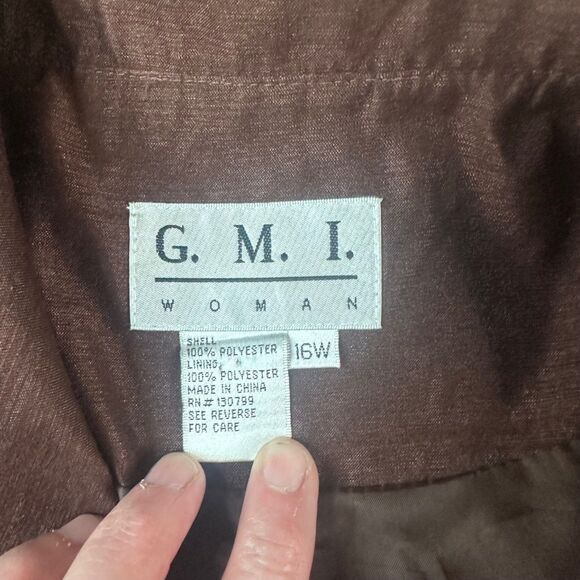 G. M. I.
WOMAN
SHELL
100% POLYESTER
LINING
100% POLYESTER
MADE IN CHINA
RN# 130799
SEE REVERSE
FOR CARE
16W